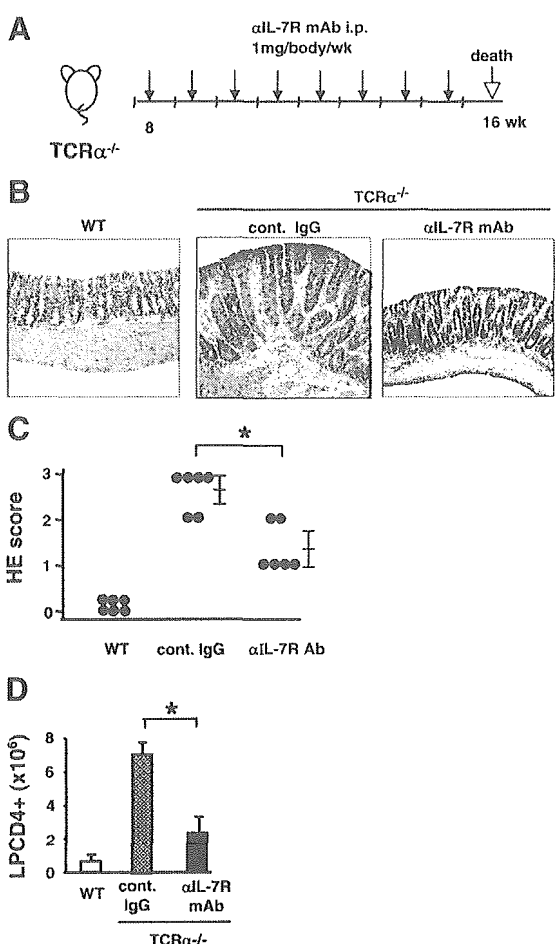 A
αIL-7R mAb i.p.
1mg/body/wk
death
8
16 wk
TCRα-/-
B
TCRα-/-
WT
cont. IgG
αIL-7R mAb
C
*
HE score
3
2
1
0
WT
cont. IgG
αIL-7R Ab
D
*
LPCD4+ (x10⁶)
8
6
4
2
0
WT
cont.
IgG
αIL-7R
mAb
TCRα-/-